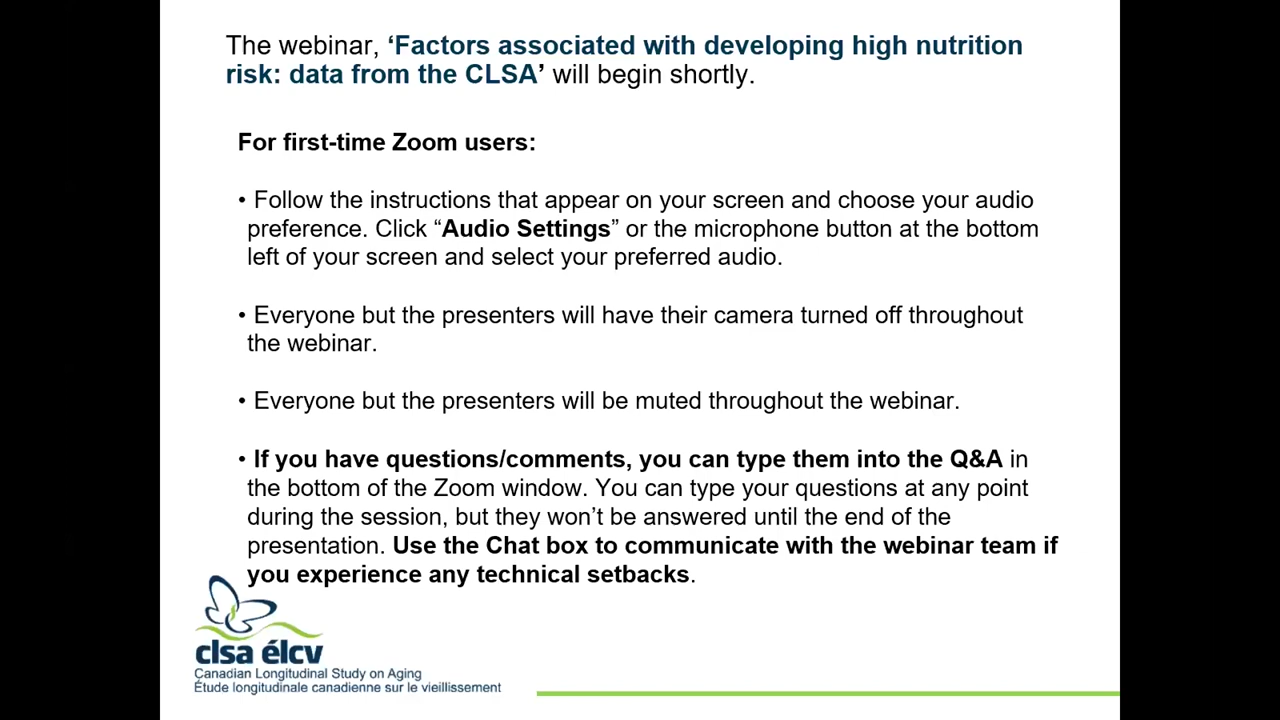 The webinar, ‘Factors associated with developing high nutrition
risk: data from the CLSA’ will begin shortly.
For first-time Zoom users:
• Follow the instructions that appear on your screen and choose your audio
preference. Click “Audio Settings” or the microphone button at the bottom
left of your screen and select your preferred audio.
• Everyone but the presenters will have their camera turned off throughout
the webinar.
• Everyone but the presenters will be muted throughout the webinar.
• If you have questions/comments, you can type them into the Q&A in
the bottom of the Zoom window. You can type your questions at any point
during the session, but they won’t be answered until the end of the
presentation. Use the Chat box to communicate with the webinar team if
you experience any technical setbacks.
clsa élcv
Canadian Longitudinal Study on Aging
Étude longitudinale canadienne sur le vieillissement